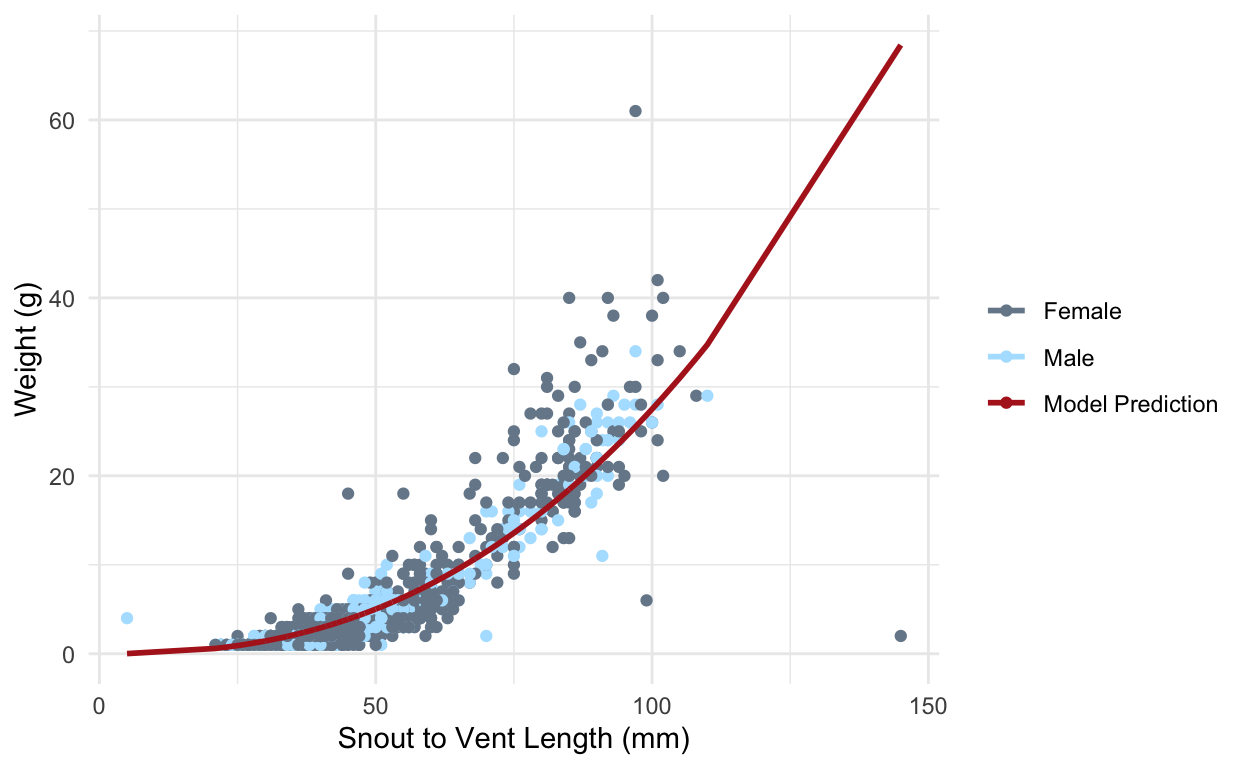 60
40
20
0
0 50 100 150
Weight (g)
Snout to Vent Length (mm)
Female
Male
Model Prediction